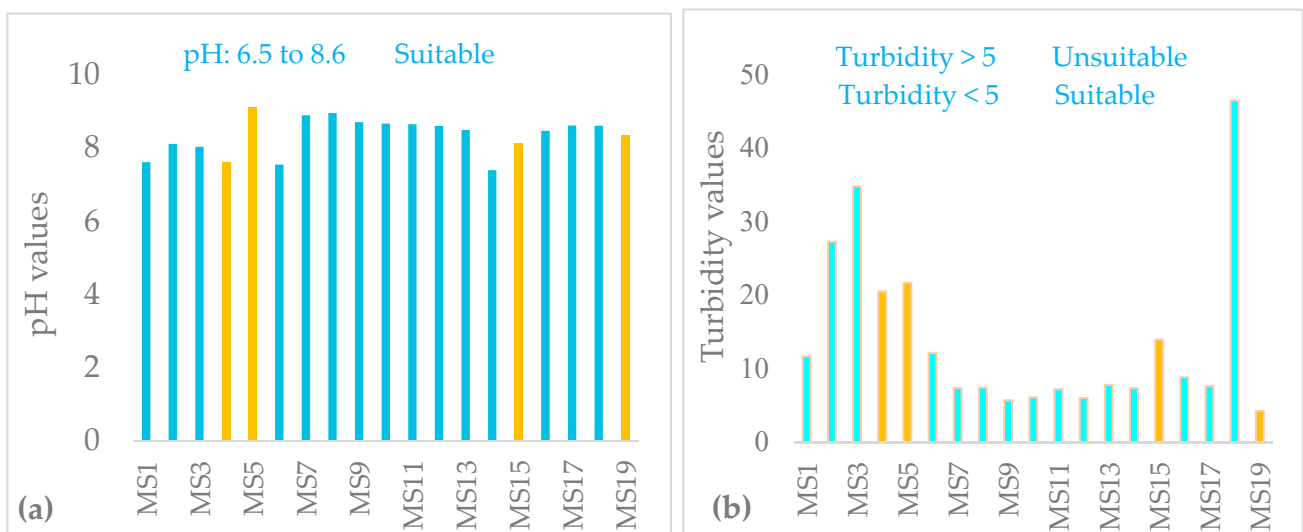 pH: 6.5 to 8.6 Suitable
10
8
6
4
2
0
pH values
MS1
MS3
MS5
MS7
MS9
MS11
MS13
MS15
MS17
MS19
(a)
Turbidity > 5 Unsuitable
Turbidity < 5 Suitable
50
40
30
20
10
0
Turbidity values
MS1
MS3
MS5
MS7
MS9
MS11
MS13
MS15
MS17
MS19
(b)